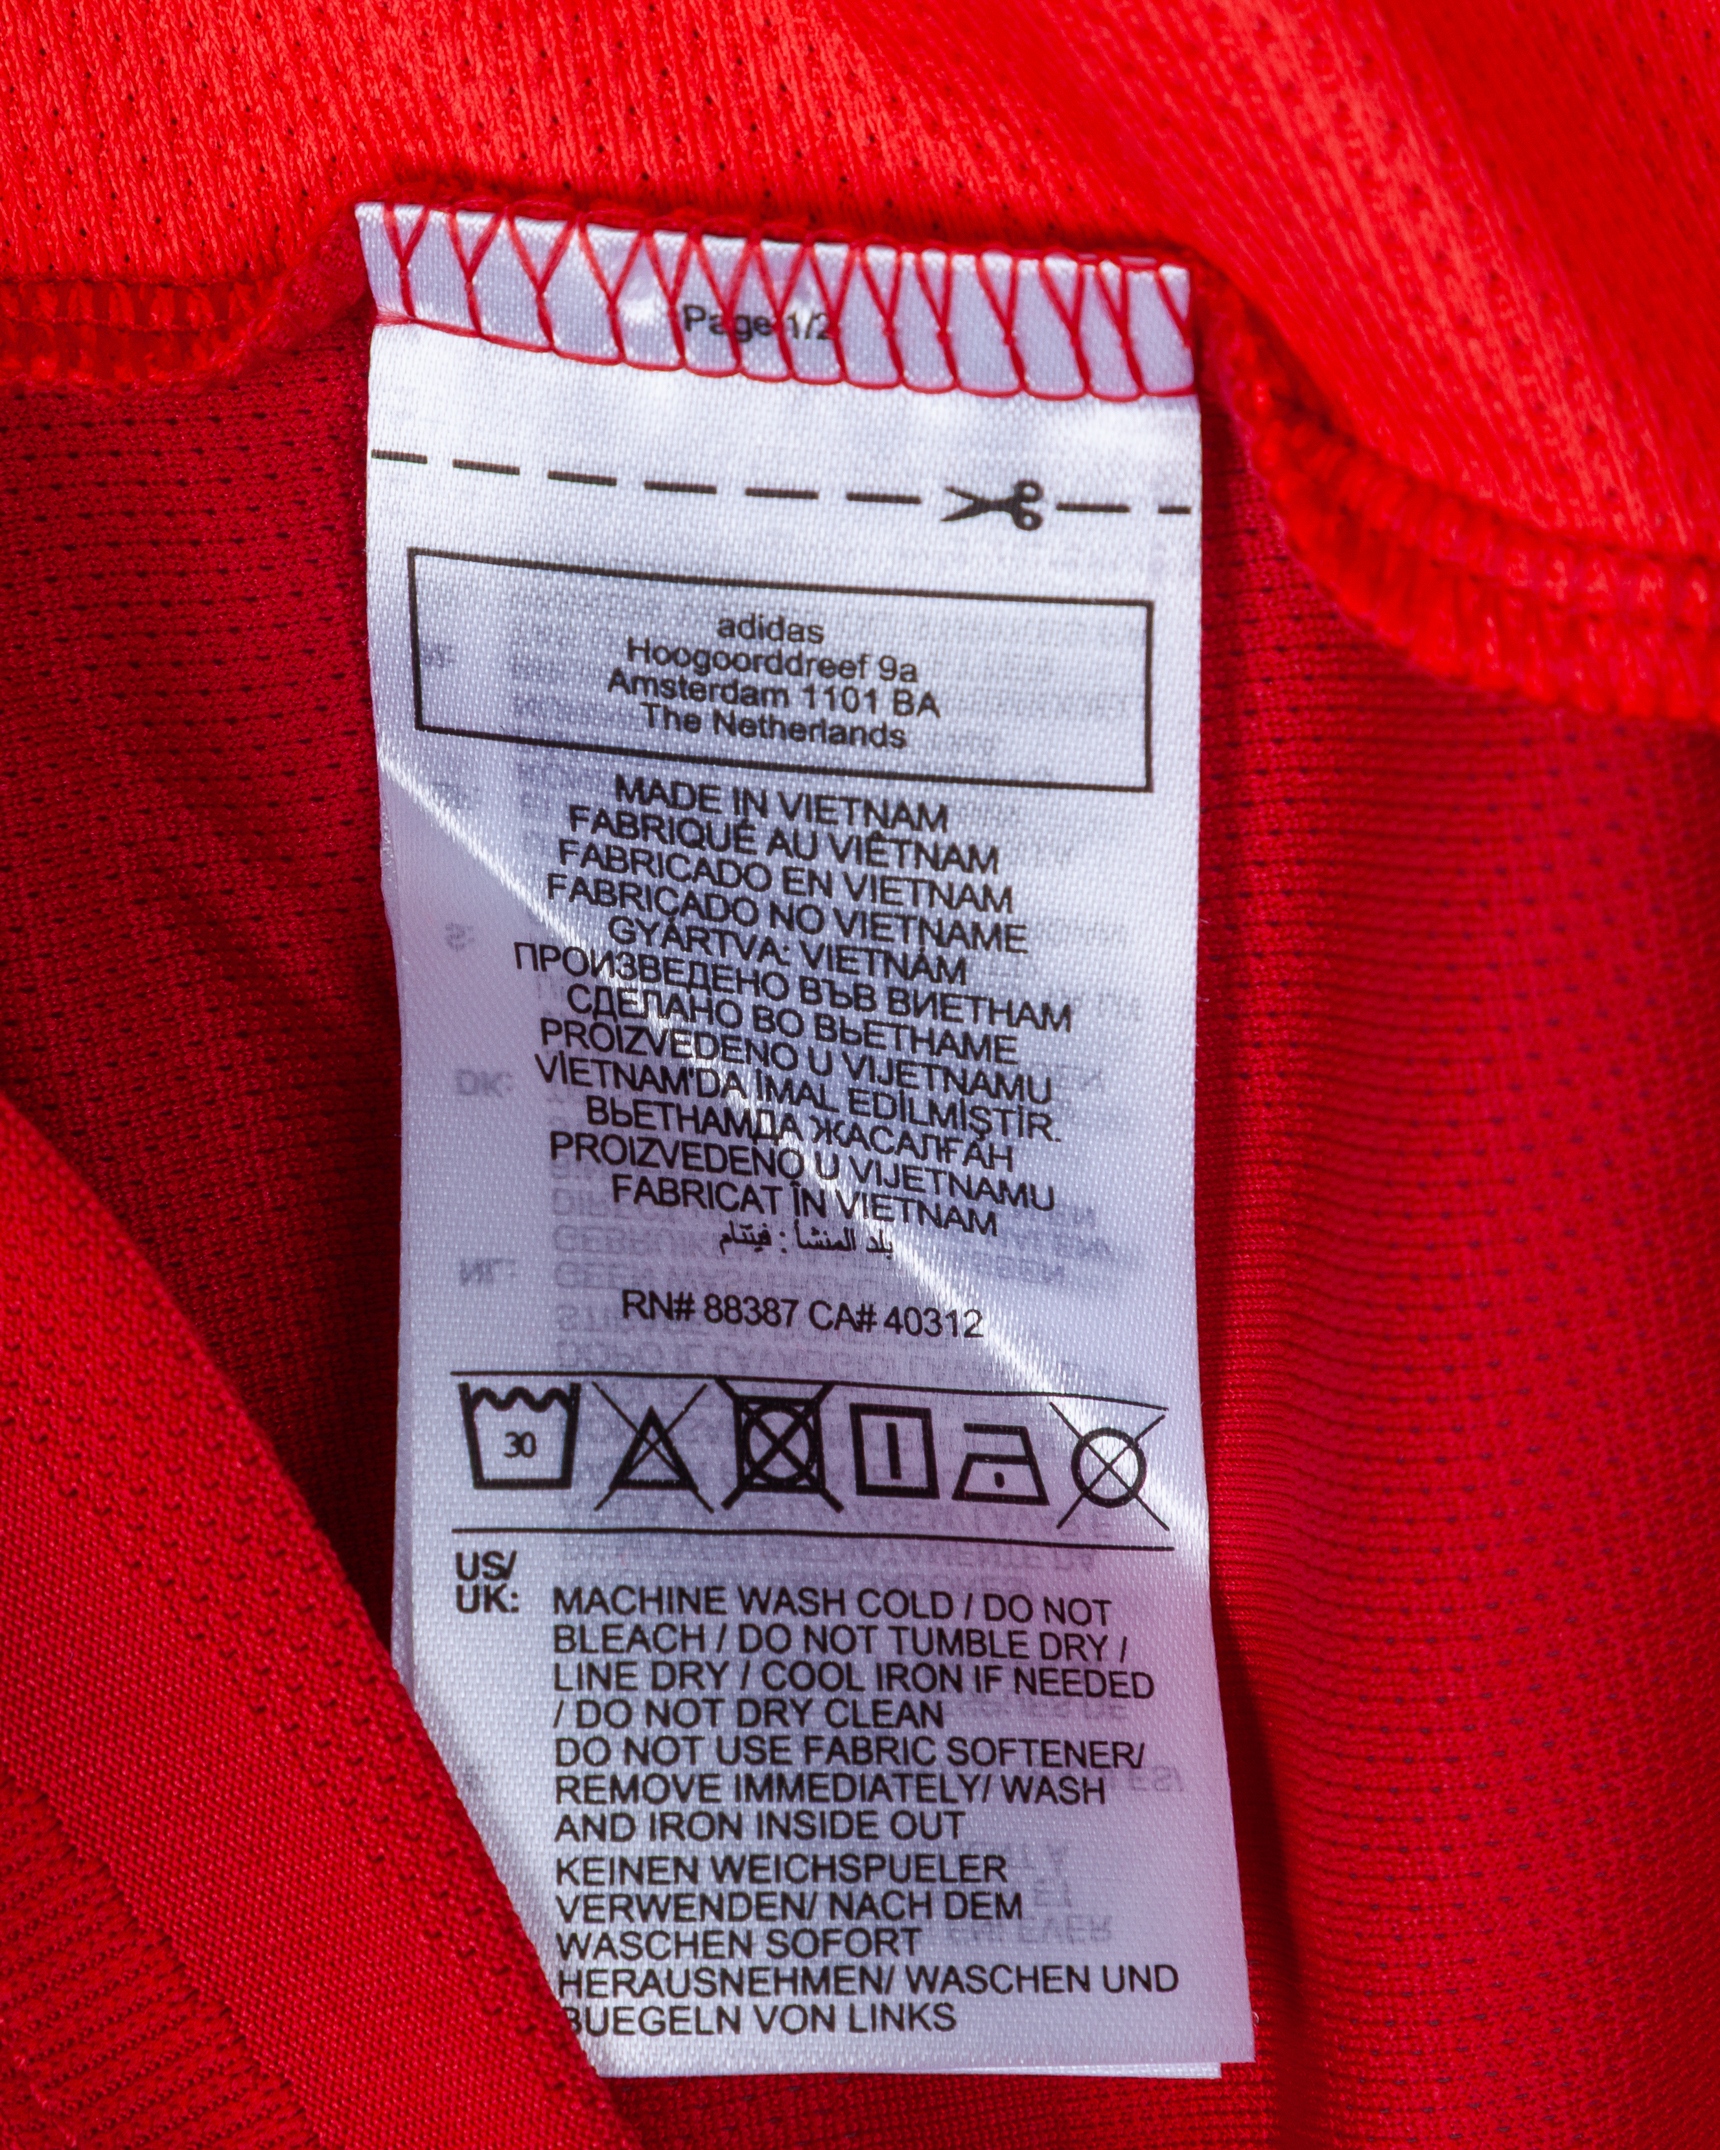 Page 1/2
adidas
Hoogoorddreef 9a
Amsterdam 1101 BA
The Netherlands
MADE IN VIETNAM
FABRIQUÉ AU VIÊTNAM
FABRICADO EN VIETNAM
FABRICADO NO VIETNAME
GYÁRTVA: VIETNÁM
ПРОИЗВЕДЕНО ВЪВ ВИЕТНАМ
СДЕЛАНО ВО ВЬЕТНАМЕ
PROIZVEDENO U VIJETNAMU
VİETNAM'DA İMAL EDİLMİŞTİR.
ВЬЕТНАМДА ЖАСАЛҒАН
PROIZVEDENO U VIJETNAMU
FABRICAT ÎN VIETNAM
بلد المنشأ : فيتنام
RN# 88387 CA# 40312
30
US/
UK: MACHINE WASH COLD / DO NOT
BLEACH / DO NOT TUMBLE DRY /
LINE DRY / COOL IRON IF NEEDED
/ DO NOT DRY CLEAN
DO NOT USE FABRIC SOFTENER/
REMOVE IMMEDIATELY/ WASH
AND IRON INSIDE OUT
KEINEN WEICHSPUELER
VERWENDEN/ NACH DEM
WASCHEN SOFORT
HERAUSNEHMEN/ WASCHEN UND
BUEGELN VON LINKS